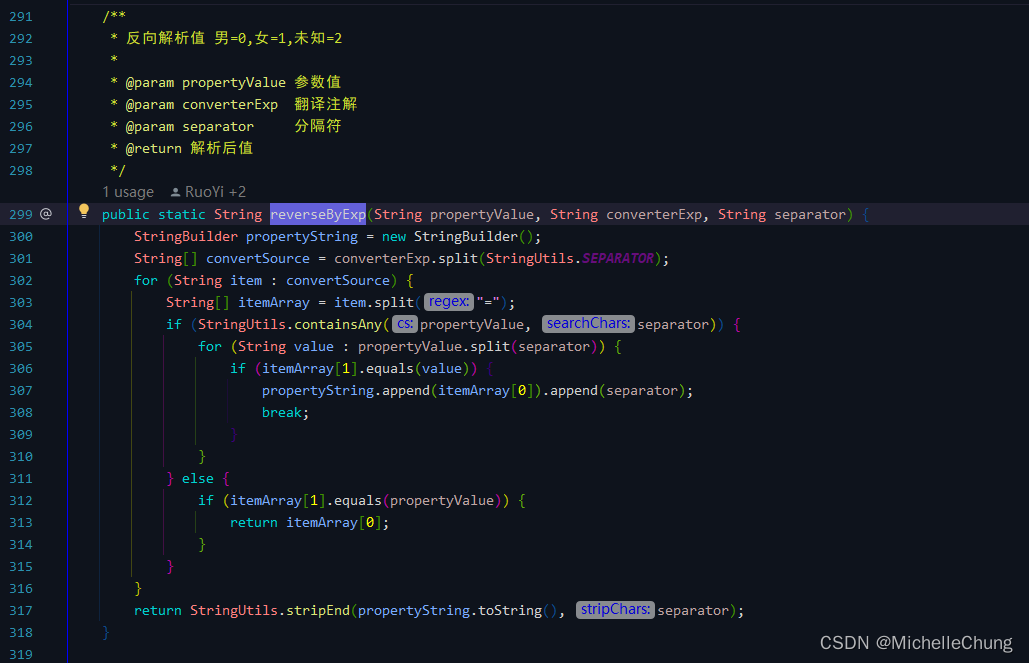 291 /**
292 * 反向解析值 男=0,女=1,未知=2
293 *
294 * @param propertyValue 参数值
295 * @param converterExp 翻译注解
296 * @param separator 分隔符
297 * @return 解析后值
298 */
1 usage RuoYi +2
299 @ public static String reverseByExp(String propertyValue, String converterExp, String separator) {
300 StringBuilder propertyString = new StringBuilder();
301 String[] convertSource = converterExp.split(StringUtils.SEPARATOR);
302 for (String item : convertSource) {
303 String[] itemArray = item.split( regex: "=");
304 if (StringUtils.containsAny( cs: propertyValue, searchChars: separator)) {
305 for (String value : propertyValue.split(separator)) {
306 if (itemArray[1].equals(value)) {
307 propertyString.append(itemArray[0]).append(separator);
308 break;
309 }
310 }
311 } else {
312 if (itemArray[1].equals(propertyValue)) {
313 return itemArray[0];
314 }
315 }
316 }
317 return StringUtils.stripEnd(propertyString.toString(), stripChars: separator);
318 }
319
CSDN @MichelleChung